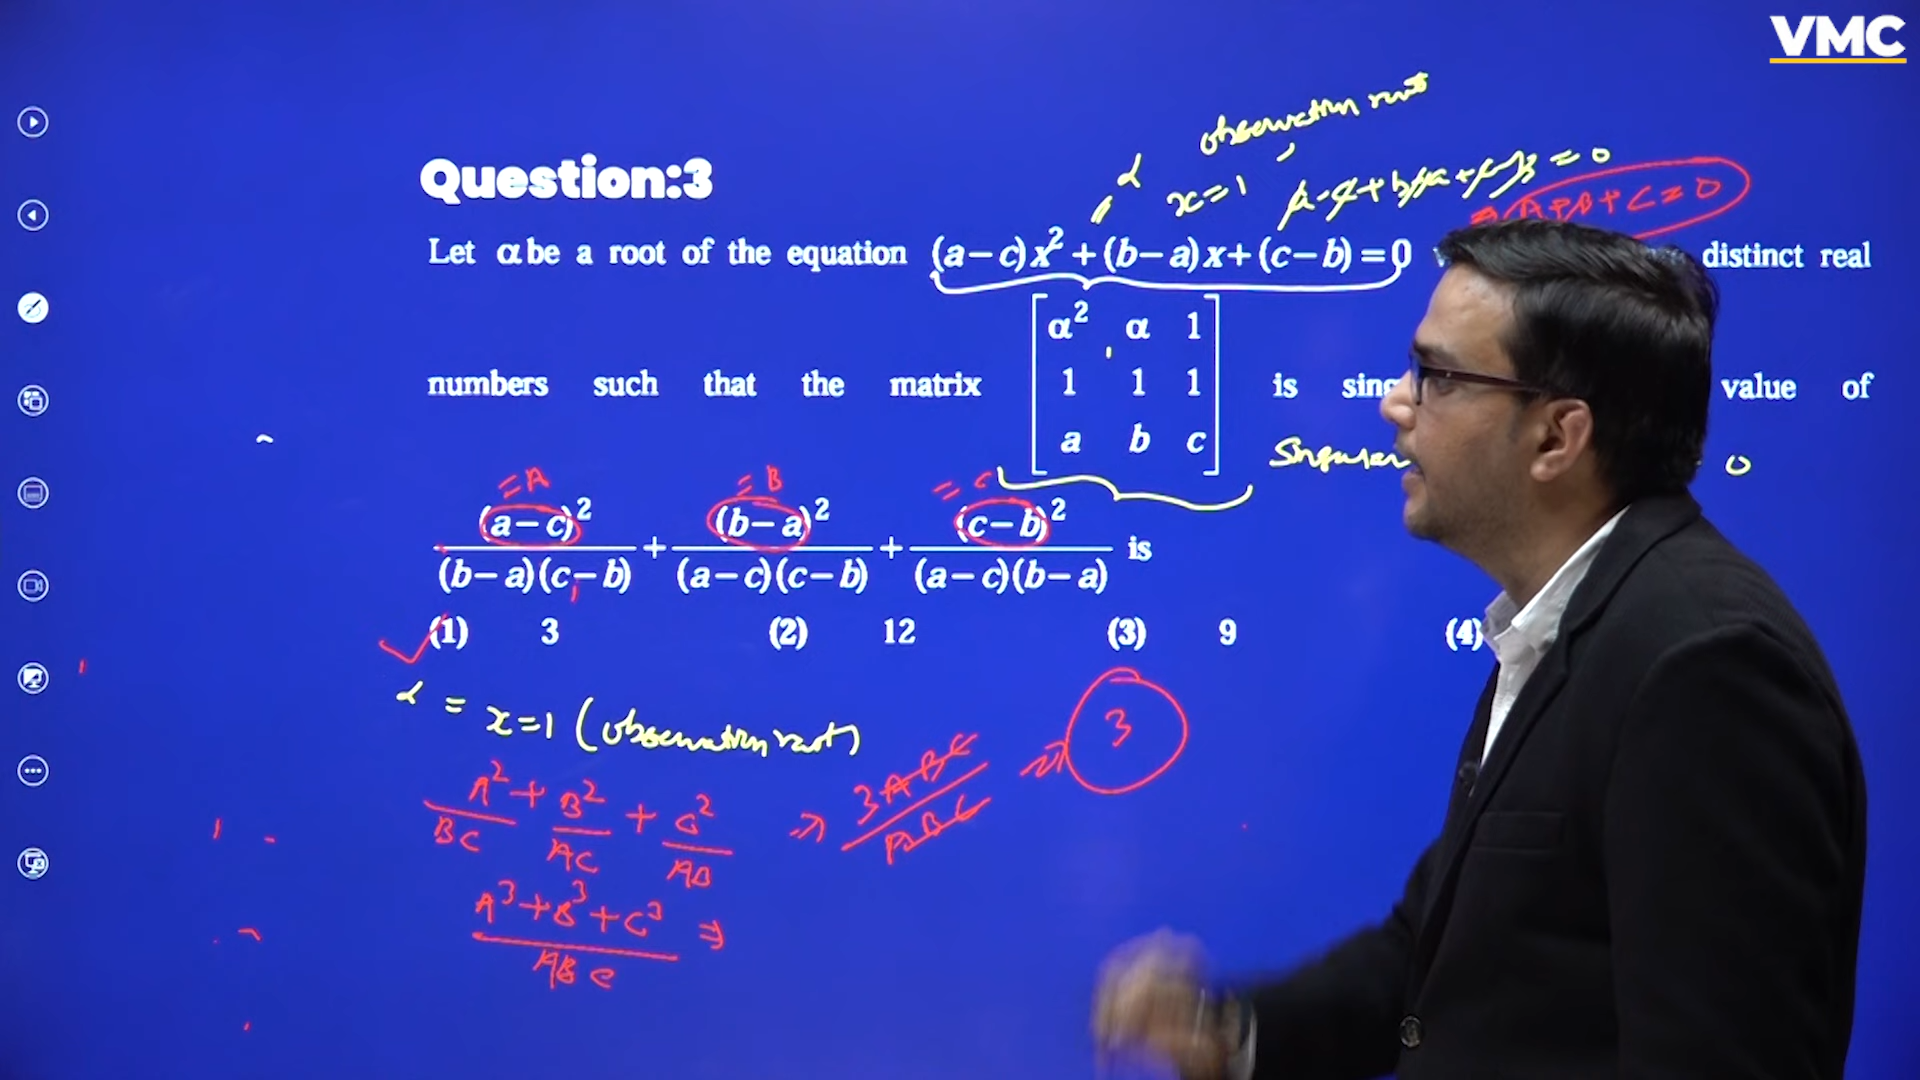 VMC
observation root
α
x=1
a-c+b-a+c-b=0
A+B+C=0
Question:3
Let α be a root of the equation (a−c)x²+(b−a)x+(c−b)=0 distinct real
numbers such that the matrix [α² α 1
1 1 1
a b c] is value of
Singular 0
=A =B =C
(a−c)²/(b−a)(c−b) + (b−a)²/(a−c)(c−b) + (c−b)²/(a−c)(b−a) is
(1) 3 (2) 12 (3) 9 (4)
α = x=1 (observation root)
A²/BC + B²/AC + C²/AB ⇒ 3ABC/ABC ⇒ 3
A³+B³+C³/ABC ⇒